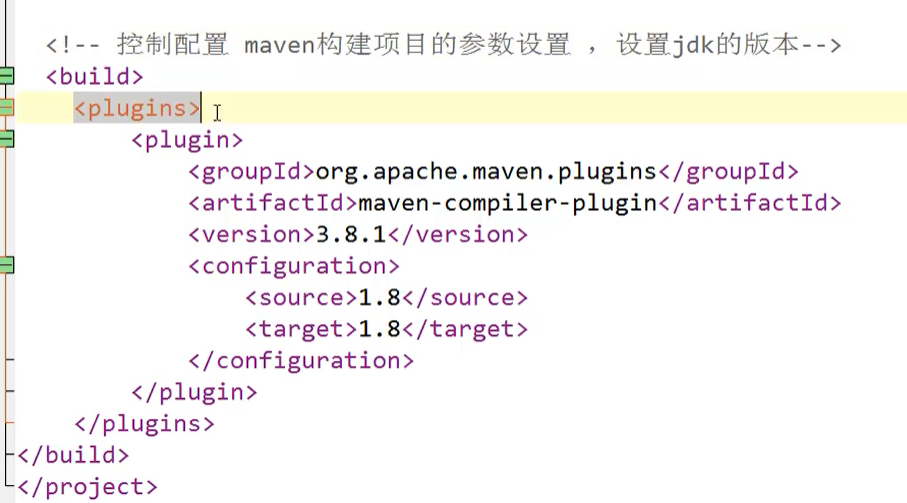 <!-- 控制配置 maven构建项目的参数设置 ，设置jdk的版本-->
<build>
<plugins>
<plugin>
<groupId>org.apache.maven.plugins</groupId>
<artifactId>maven-compiler-plugin</artifactId>
<version>3.8.1</version>
<configuration>
<source>1.8</source>
<target>1.8</target>
</configuration>
</plugin>
</plugins>
</build>
</project>